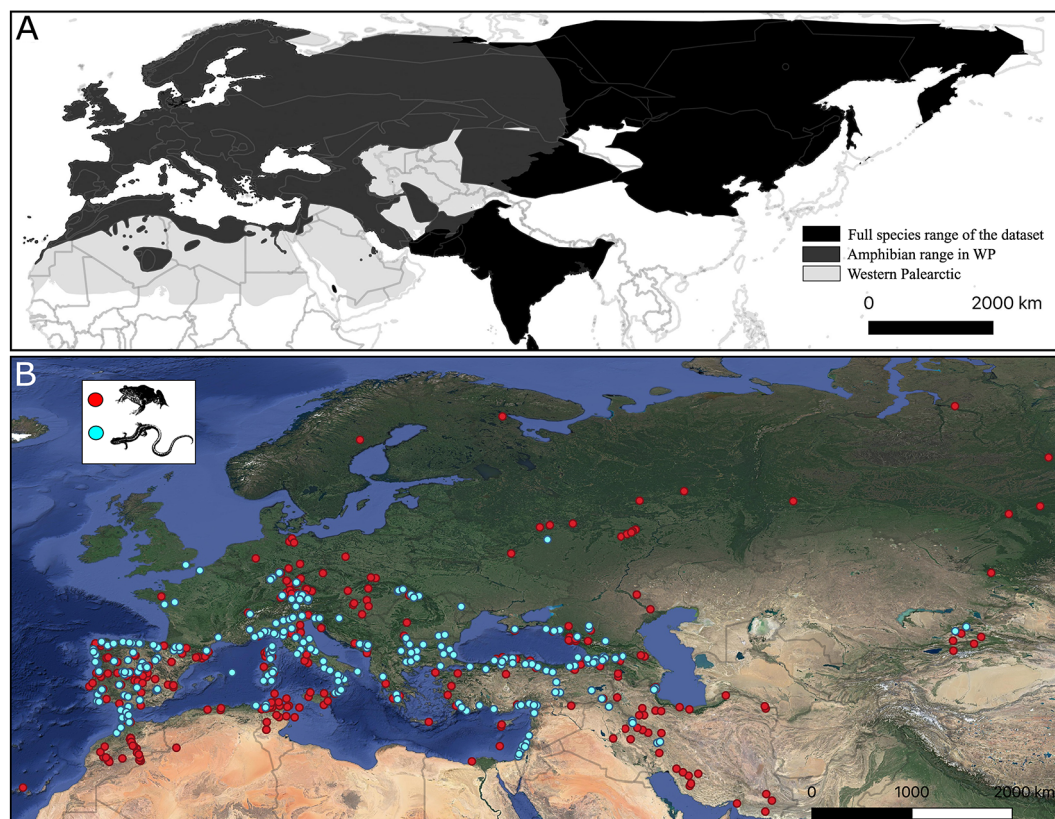 A
Full species range of the dataset
Amphibian range in WP
Western Palearctic
0 2000 km
B
0 1000 2000 km